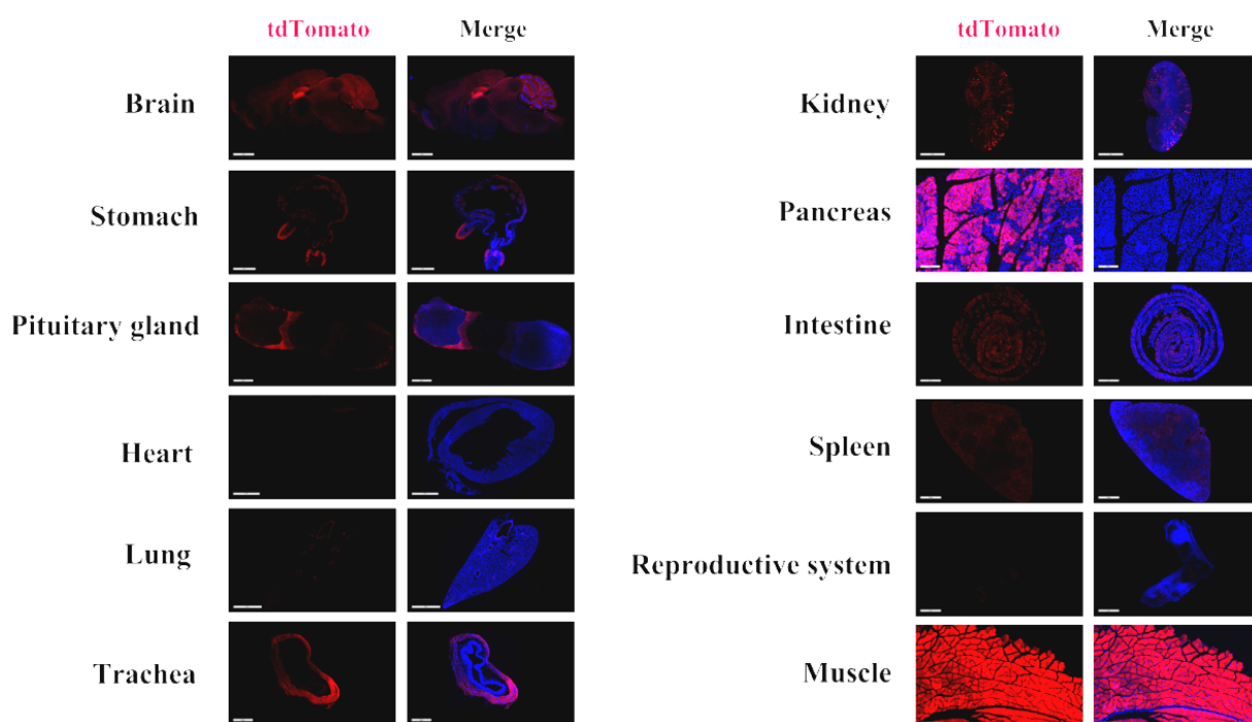 tdTomato Merge
Brain
Stomach
Pituitary gland
Heart
Lung
Trachea
tdTomato Merge
Kidney
Pancreas
Intestine
Spleen
Reproductive system
Muscle